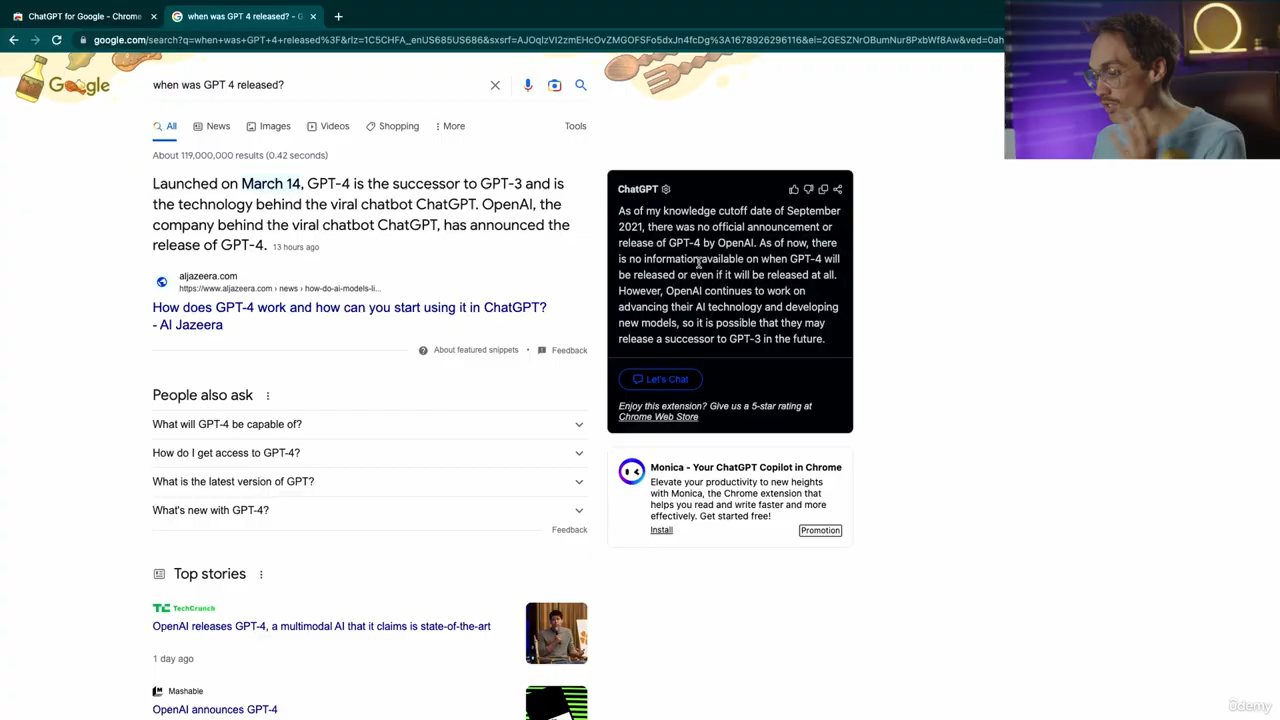 ChatGPT for Google - Chrome
when was GPT 4 released? - G
google.com/search?q=when+was+GPT+4+released%3F&rlz=1C5CHFA_enUS685US686&sxsrf=AJOqlzVI2zmEHcOvZMGOFSFo5dxJn4fcDg%3A1678926296116&ei=2GESZNrOBumNur8PxbWf8Aw&ved=0ah
Google
when was GPT 4 released?
All
News
Images
Videos
Shopping
More
Tools
About 119,000,000 results (0.42 seconds)
Launched on March 14, GPT-4 is the successor to GPT-3 and is
the technology behind the viral chatbot ChatGPT. OpenAI, the
company behind the viral chatbot ChatGPT, has announced the
release of GPT-4. 13 hours ago
aljazeera.com
https://www.aljazeera.com › news › how-do-ai-models-li...
How does GPT-4 work and how can you start using it in ChatGPT?
- Al Jazeera
About featured snippets • Feedback
People also ask
What will GPT-4 be capable of?
How do I get access to GPT-4?
What is the latest version of GPT?
What's new with GPT-4?
Feedback
Top stories
TC TechCrunch
OpenAI releases GPT-4, a multimodal AI that it claims is state-of-the-art
1 day ago
Mashable
OpenAI announces GPT-4
ChatGPT
As of my knowledge cutoff date of September
2021, there was no official announcement or
release of GPT-4 by OpenAI. As of now, there
is no information available on when GPT-4 will
be released or even if it will be released at all.
However, OpenAI continues to work on
advancing their AI technology and developing
new models, so it is possible that they may
release a successor to GPT-3 in the future.
Let's Chat
Enjoy this extension? Give us a 5-star rating at
Chrome Web Store
Monica - Your ChatGPT Copilot in Chrome
Elevate your productivity to new heights
with Monica, the Chrome extension that
helps you read and write faster and more
effectively. Get started free!
Install
Promotion
ûdemy